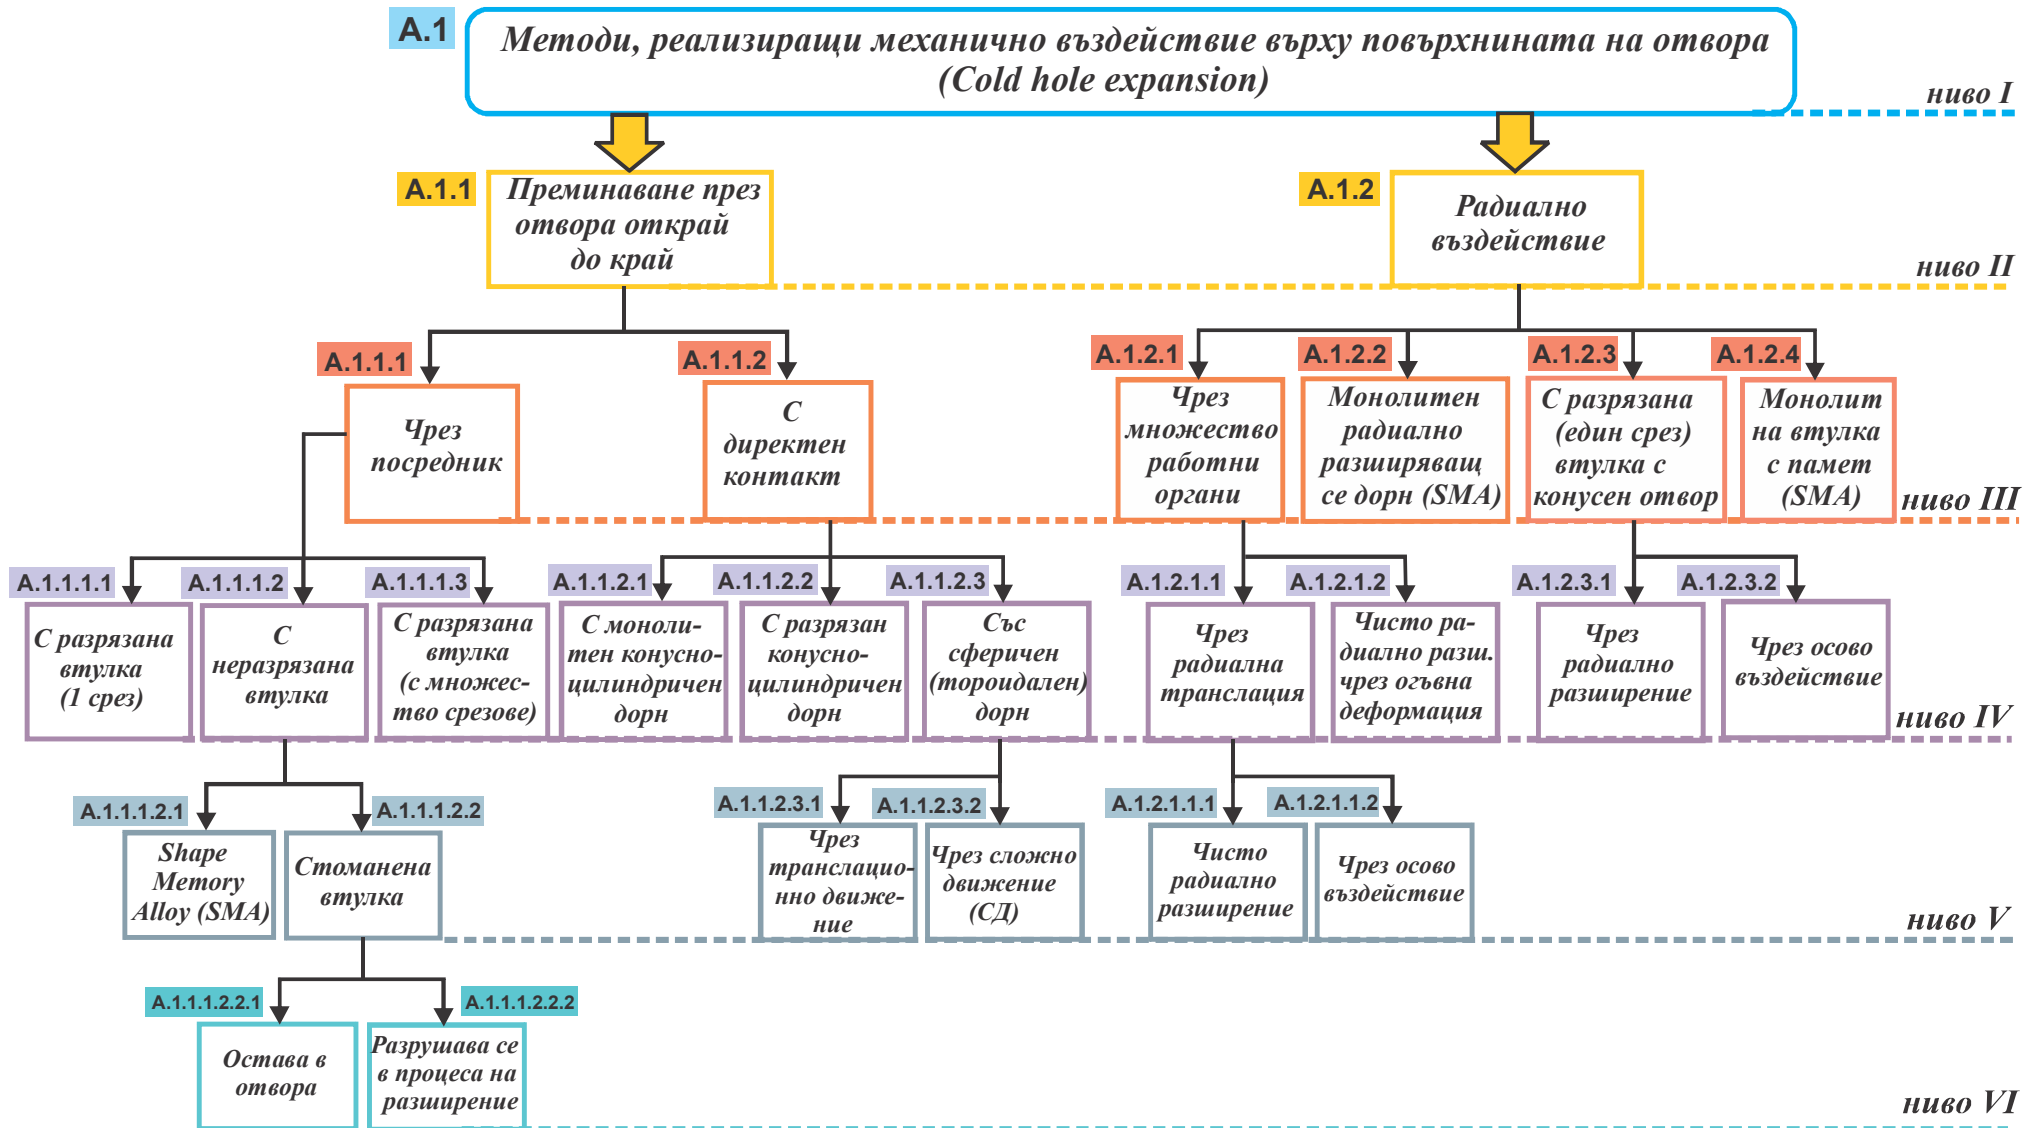 A.1
Методи, реализиращи механично въздействие върху повърхнината на отвора
(Cold hole expansion)
ниво I
A.1.1
Преминаване през
отвора открай
до край
A.1.2
Радиално
въздействие
ниво II
A.1.1.1
Чрез
посредник
A.1.1.2
С
директен
контакт
A.1.2.1
Чрез
множество
работни
органи
A.1.2.2
Монолитен
радиално
разширяващ
се дорн (SMA)
A.1.2.3
С разрязана
(един срез)
втулка с
конусен отвор
A.1.2.4
Монолит
на втулка
с памет
(SMA)
ниво III
A.1.1.1.1
С разрязана
втулка
(1 срез)
A.1.1.1.2
С
неразрязана
втулка
A.1.1.1.3
С разрязана
втулка
(с множес-
тво срезове)
A.1.1.2.1
С моноли-
тен конусно-
цилиндричен
дорн
A.1.1.2.2
С разрязан
конусно-
цилиндричен
дорн
A.1.1.2.3
Със
сферичен
(тороидален)
дорн
A.1.2.1.1
Чрез
радиална
транслация
A.1.2.1.2
Чисто ра-
диално разш.
чрез огъвна
деформация
A.1.2.3.1
Чрез
радиално
разширение
A.1.2.3.2
Чрез осово
въздействие
ниво IV
A.1.1.1.2.1
Shape
Memory
Alloy (SMA)
A.1.1.1.2.2
Стоманена
втулка
A.1.1.2.3.1
Чрез
транслацио-
нно движе-
ние
A.1.1.2.3.2
Чрез сложно
движение
(СД)
A.1.2.1.1.1
Чисто
радиално
разширение
A.1.2.1.1.2
Чрез осово
въздействие
ниво V
A.1.1.1.2.2.1
Остава в
отвора
A.1.1.1.2.2.2
Разрушава се
в процеса на
разширение
ниво VI